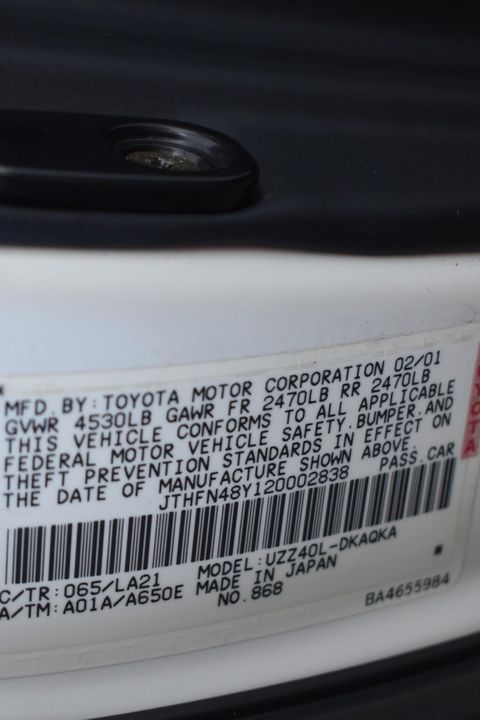 MFD. BY: TOYOTA MOTOR CORPORATION 02/01
GVWR 4530LB GAWR FR 2470LB RR 2470LB
THIS VEHICLE CONFORMS TO ALL APPLICABLE
FEDERAL MOTOR VEHICLE SAFETY, BUMPER, AND
THEFT PREVENTION STANDARDS IN EFFECT ON
THE DATE OF MANUFACTURE SHOWN ABOVE.
JTHFN48Y120002838 PASS. CAR
C/TR: 065/LA21 MODEL: UZZ40L-DKAQKA
A/TM: A01A/A650E MADE IN JAPAN
NO. 868 BA4655984
TOYOTA